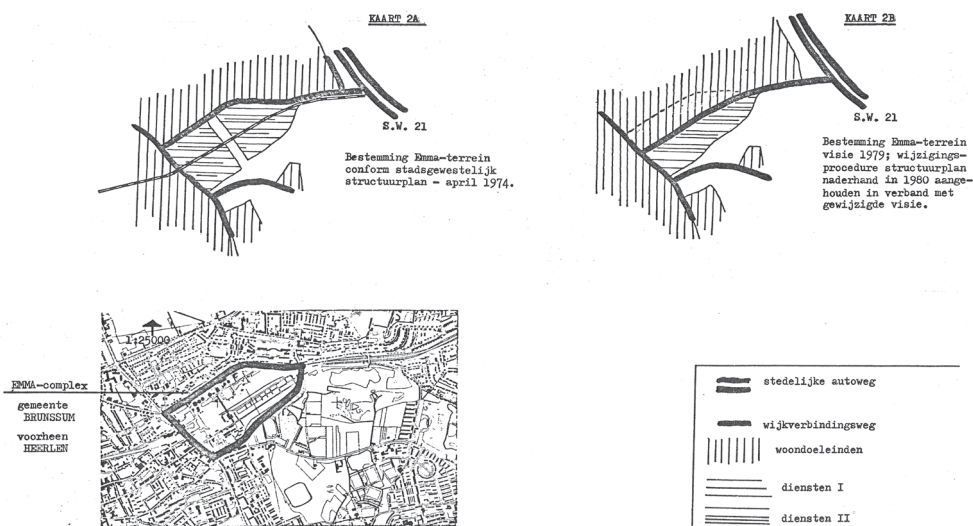 KAART 2A
S.W. 21
Bestemming Emma-terrein
conform stadsgewestelijk
structuurplan - april 1974.
KAART 2B
S.W. 21
Bestemming Emma-terrein
visie 1979; wijzigings-
procedure structuurplan
naderhand in 1980 aange-
houden in verband met
gewijzigde visie.
1:25000
EMMA-complex
gemeente
BRUNSSUM
voorheen
HEERLEN
stedelijke autoweg
wijkverbindingsweg
woondoeleinden
diensten I
diensten II